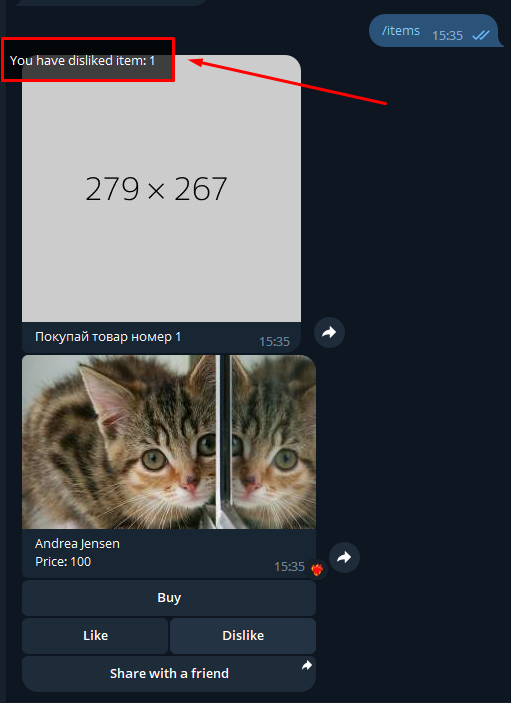 /items 15:35
You have disliked item: 1
279 × 267
Покупай товар номер 1
15:35
Andrea Jensen
Price: 100
15:35
Buy
Like Dislike
Share with a friend